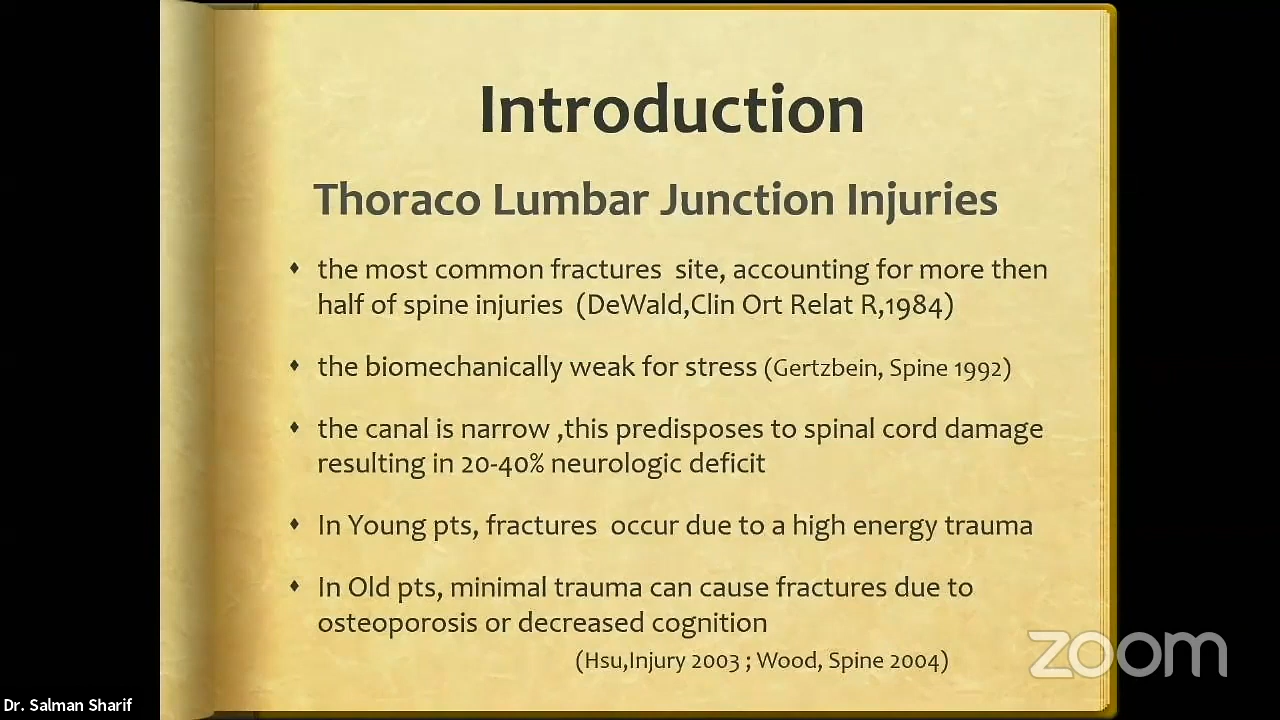 Introduction
Thoraco Lumbar Junction Injuries
♦ the most common fractures site, accounting for more then
half of spine injuries (DeWald,Clin Ort Relat R,1984)
♦ the biomechanically weak for stress (Gertzbein, Spine 1992)
♦ the canal is narrow ,this predisposes to spinal cord damage
resulting in 20-40% neurologic deficit
♦ In Young pts, fractures occur due to a high energy trauma
♦ In Old pts, minimal trauma can cause fractures due to
osteoporosis or decreased cognition
(Hsu,Injury 2003 ; Wood, Spine 2004)
zoom
Dr. Salman Sharif